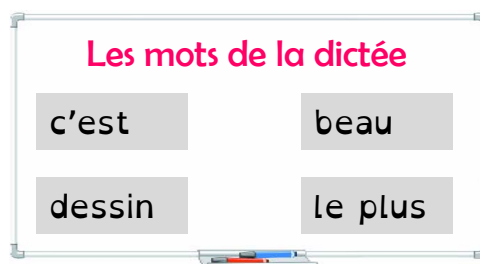 Les mots de la dictée
c'est
beau
dessin
le plus